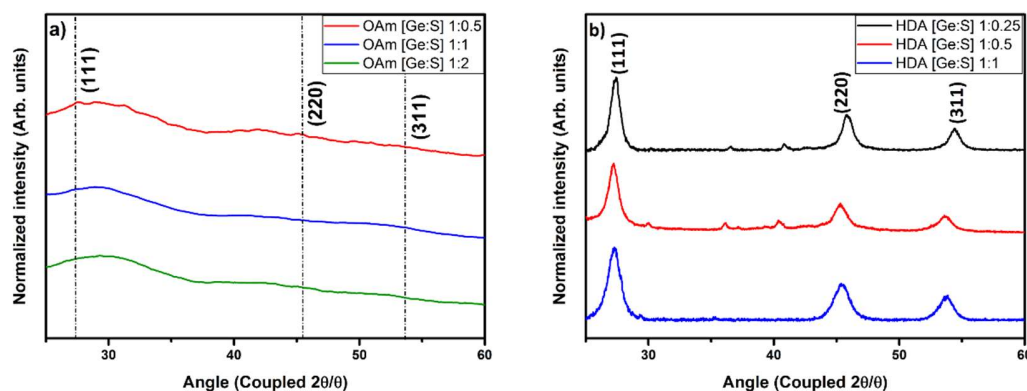 a)
OAm [Ge:S] 1:0.5
OAm [Ge:S] 1:1
OAm [Ge:S] 1:2
(111)
(220)
(311)
Normalized intensity (Arb. units)
30
40
50
60
Angle (Coupled 2θ/θ)
b)
HDA [Ge:S] 1:0.25
HDA [Ge:S] 1:0.5
HDA [Ge:S] 1:1
(111)
(220)
(311)
Normalized intensity (Arb. units)
30
40
50
60
Angle (Coupled 2θ/θ)